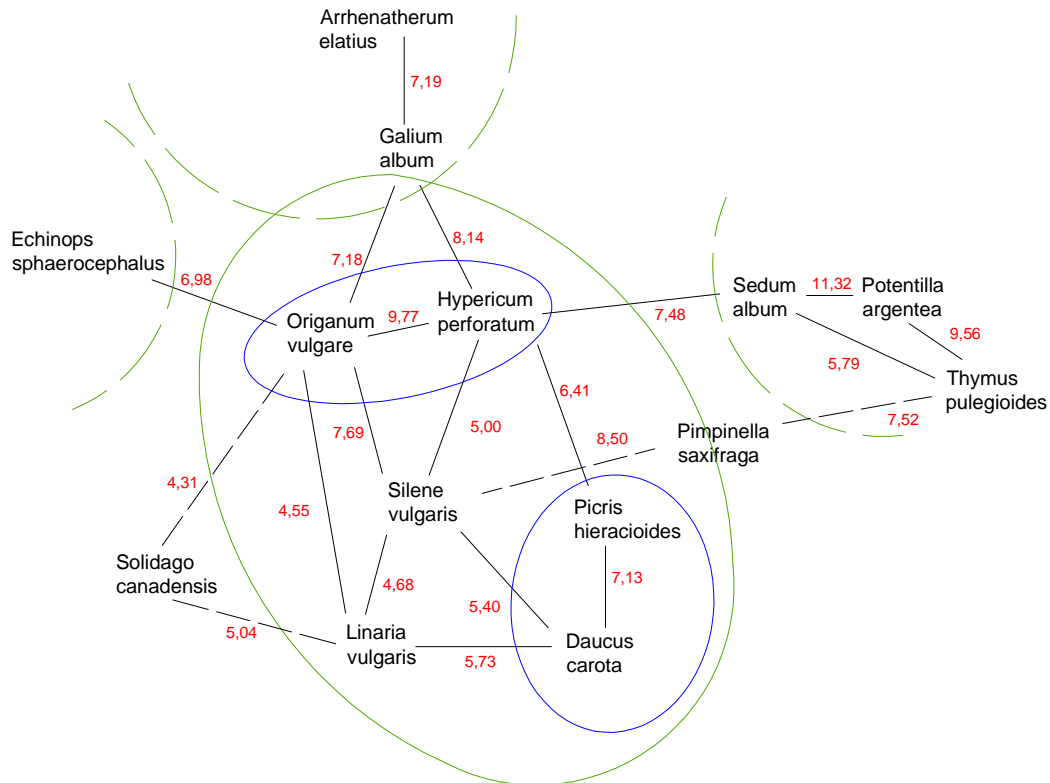 Arrhenatherum
elatius
7,19
Galium
album
Echinops
sphaerocephalus
6,98
7,18
8,14
Origanum
vulgare
9,77
Hypericum
perforatum
7,48
Sedum
album
11,32
Potentilla
argentea
9,56
5,79
Thymus
pulegioides
7,52
6,41
7,69
5,00
8,50
Pimpinella
saxifraga
4,31
4,55
Silene
vulgaris
Picris
hieracioides
Solidago
canadensis
4,68
7,13
5,40
5,04
Linaria
vulgaris
5,73
Daucus
carota